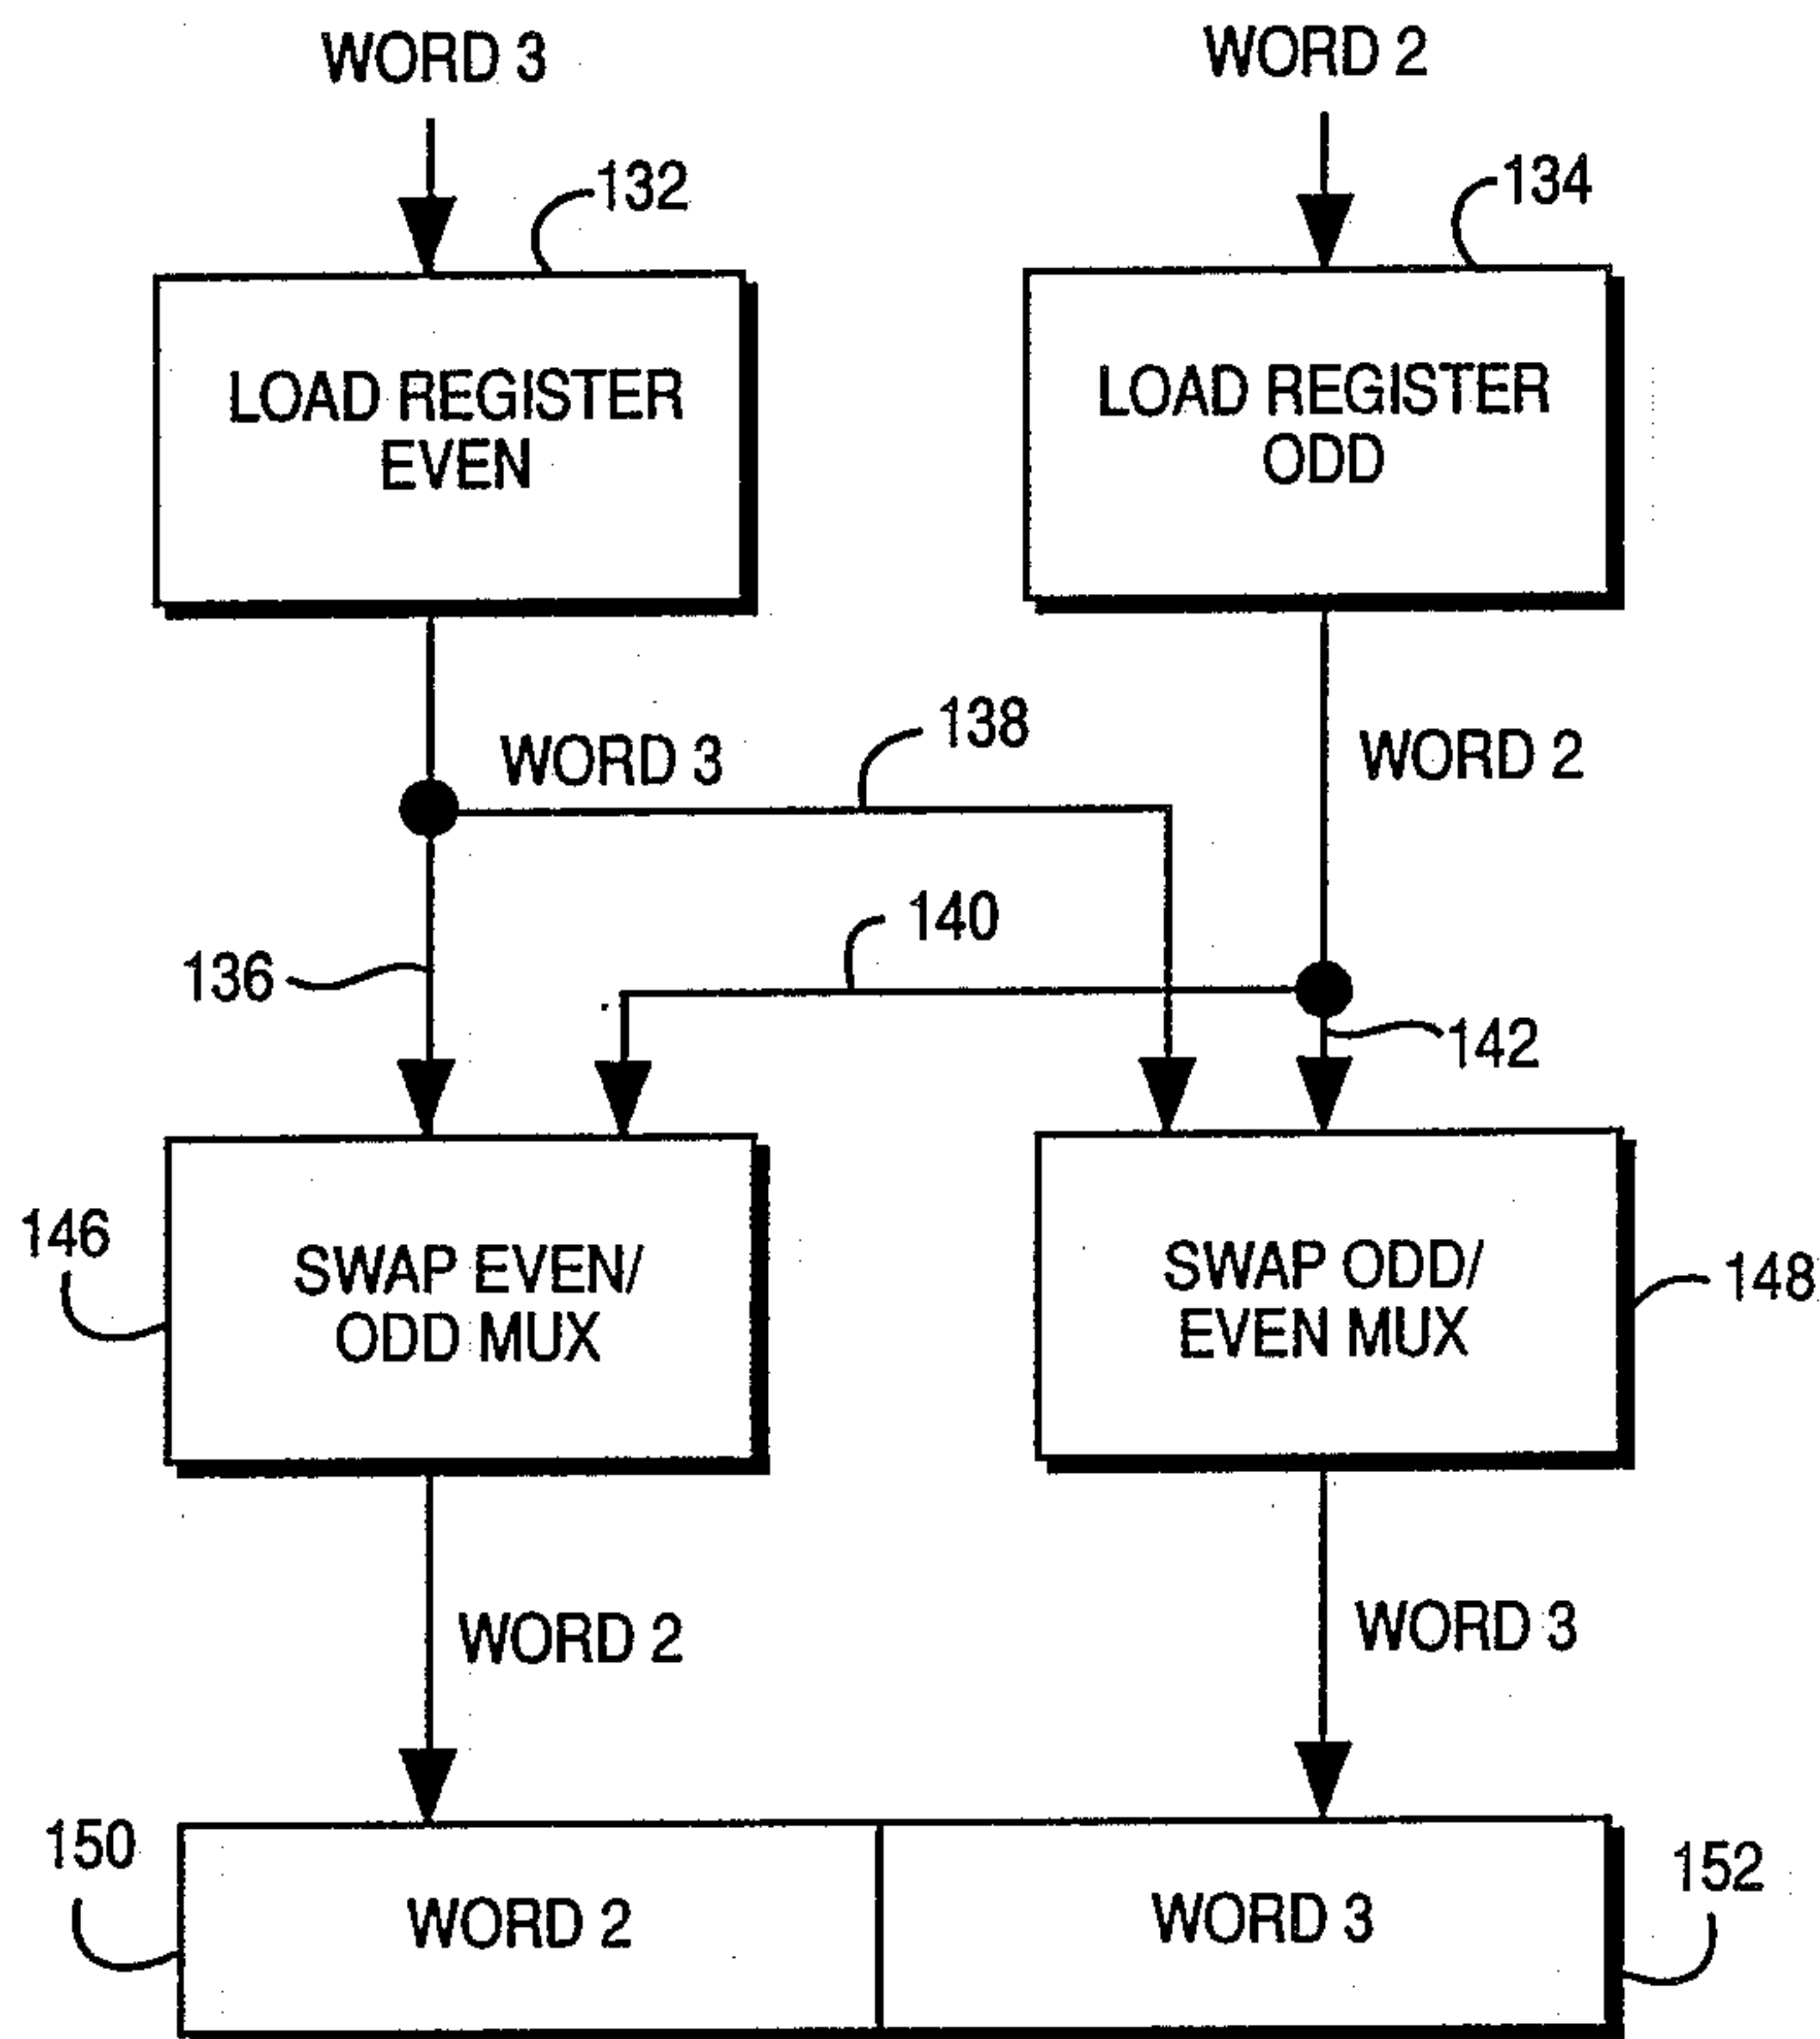 WORD 3
WORD 2
132
134
LOAD REGISTER
EVEN
LOAD REGISTER
ODD
138
WORD 3
WORD 2
140
136
142
146
SWAP EVEN/
ODD MUX
SWAP ODD/
EVEN MUX
148
WORD 2
WORD 3
150
WORD 2
WORD 3
152